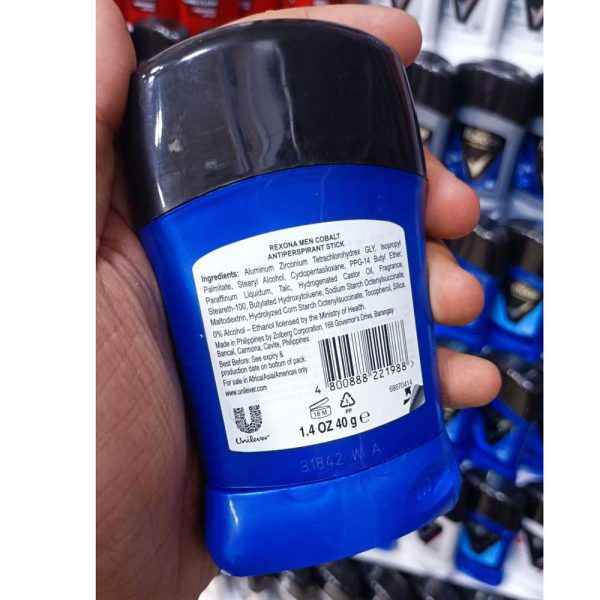 REXONA MEN COBALT
ANTIPERSPIRANT STICK
Ingredients: Aluminum Zirconium Tetrachlorohydrex GLY, Isopropyl
Palmitate, Stearyl Alcohol, Cyclopentasiloxane, PPG-14 Butyl Ether,
Paraffinum Liquidum, Talc, Hydrogenated Castor Oil, Fragrance,
Steareth-100, Butylated Hydroxytoluene, Sodium Starch Octenylsuccinate,
Maltodextrin, Hydrolyzed Corn Starch Octenylsuccinate, Tocopherol, Silica.
0% Alcohol – Ethanol licensed by the Ministry of Health.
Made in Philippines by Zolberg Corporation, 168 Governor's Drive, Barangay
Bancal, Carmona, Cavite, Philippines.
Best Before: See expiry &
production date on bottom of pack.
For sale in Africa/Asia/Americas only
www.unilever.com
4 800888 221988 >
68870414
Unilever
18 M
PP
1.4 OZ 40 g e
31842 W A